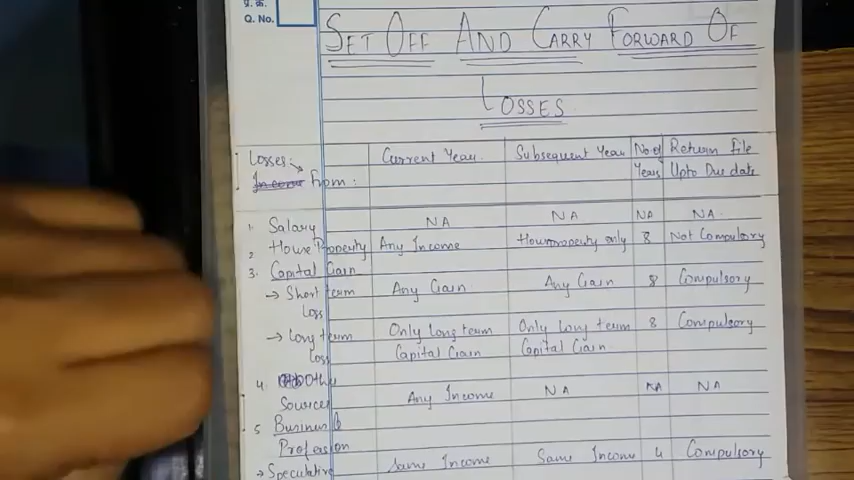 प्र. क्र.
Q. No.
SET OFF AND CARRY FORWARD OF
LOSSES
Losses: From: Current Year Subsequent Year No of Years Return File Upto Due date
1. Salary NA NA NA NA
2. House Property Any Income House property only 8 Not Compulsory
3. Capital Gain
→ Short term Loss Any Gain Any Gain 8 Compulsory
→ Long term Loss Only long term Capital Gain Only Long term Capital Gain 8 Compulsory
4. Other Sources Any Income NA NA NA
5 Business & Profession
→ Speculative Same Income Same Income 4 Compulsory